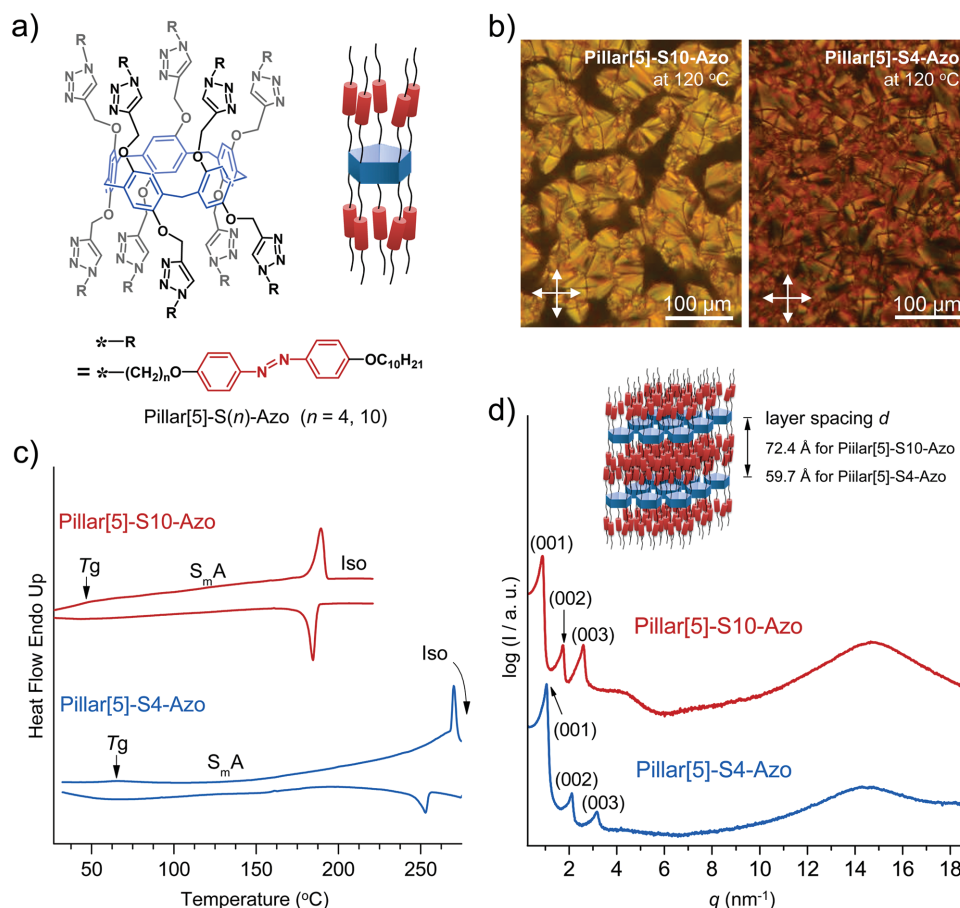 a)
R
R
R
R
R
N=N
N
N=N
N
N=N
N
N=N
N
N=N
N
O
O
O
O
O
O
O
O
O
O
N
N=N
N
N=N
N
N=N
N
N=N
N
N=N
R
R
R
R
R
*—R
= *—(CH2)n—O
N=N
OC10H21
Pillar[5]-S(n)-Azo (n = 4, 10)
b)
Pillar[5]-S10-Azo
at 120 oC
100 µm
Pillar[5]-S4-Azo
at 120 oC
100 µm
c)
Pillar[5]-S10-Azo
Tg
SmA
Iso
Pillar[5]-S4-Azo
Iso
Tg
SmA
Heat Flow Endo Up
50
100
150
200
250
Temperature (oC)
d)
layer spacing d
72.4 Å for Piilar[5]-S10-Azo
59.7 Å for Piilar[5]-S4-Azo
(001)
(002)
(003)
Pillar[5]-S10-Azo
(001)
(002)
(003)
Pillar[5]-S4-Azo
log (I / a. u.)
2
4
6
8
10
12
14
16
18
q (nm-1)